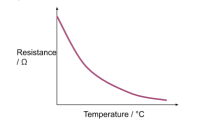 Resistance
/ Ω
Temperature / °C